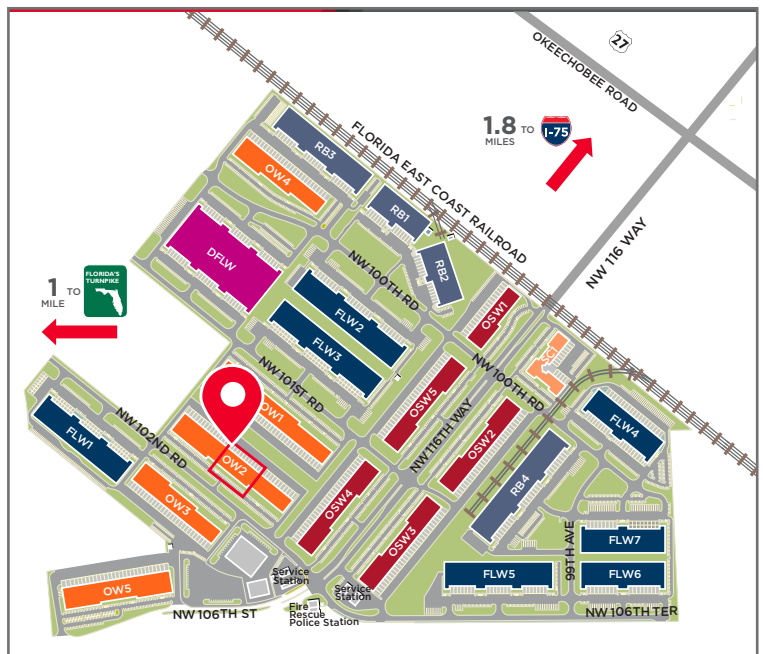 27
OKEECHOBEE ROAD
1.8 TO I-75
MILES
FLORIDA EAST COAST RAILROAD
NW 116 WAY
RB3
OW4
RB1
RB2
DFLW
NW 100TH RD
FLORIDA'S
TURNPIKE
1 TO
MILE
FLW2
FLW3
OSW1
SC1
NW 100TH RD
NW 101ST RD
OW1
OSW5
FLW4
FLW1
NW 102ND RD
OW2
NW 116TH WAY
OSW2
RB4
OW3
OSW4
OSW3
99TH AVE
FLW7
FLW5
FLW6
OW5
Service
Station
Service
Station
NW 106TH ST
Fire
Rescue
Police Station
NW 106TH TER